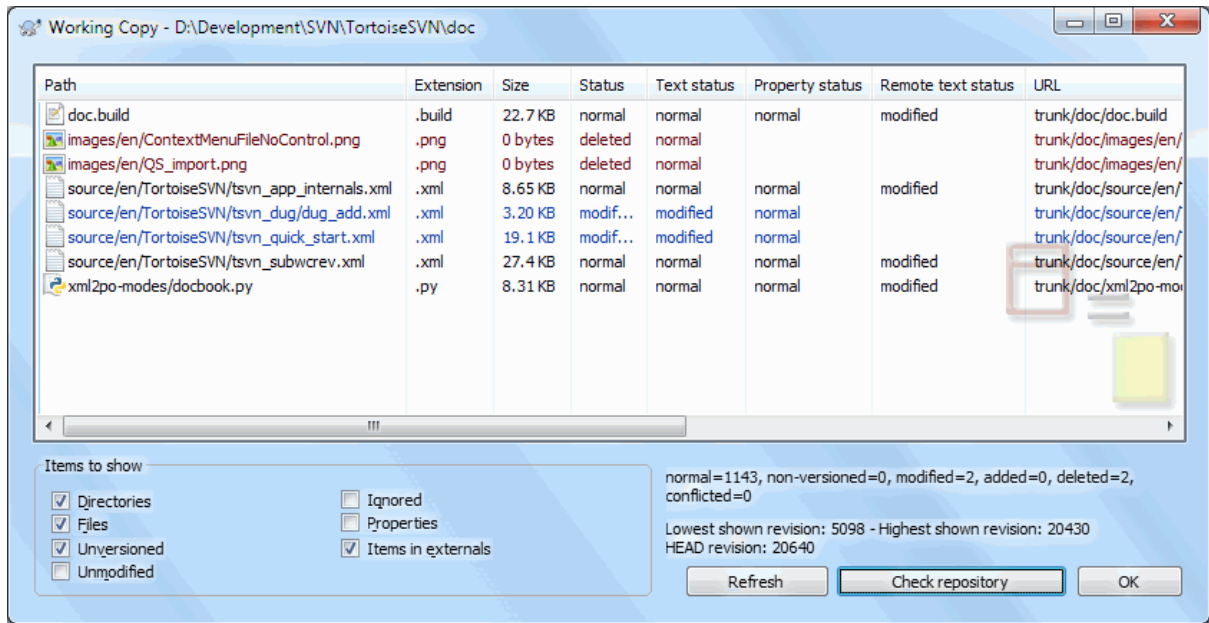 Working Copy - D:\Development\SVN\TortoiseSVN\doc
Path Extension Size Status Text status Property status Remote text status URL
doc.build .build 22.7 KB normal normal normal modified trunk/doc/doc.build
images/en/ContextMenuFileNoControl.png .png 0 bytes deleted normal trunk/doc/images/en/
images/en/QS_import.png .png 0 bytes deleted normal trunk/doc/images/en/
source/en/TortoiseSVN/tsvn_app_internals.xml .xml 8.65 KB normal normal normal modified trunk/doc/source/en/
source/en/TortoiseSVN/tsvn_dug/dug_add.xml .xml 3.20 KB modif... modified normal trunk/doc/source/en/
source/en/TortoiseSVN/tsvn_quick_start.xml .xml 19.1 KB modif... modified normal trunk/doc/source/en/
source/en/TortoiseSVN/tsvn_subwcrev.xml .xml 27.4 KB normal normal normal modified trunk/doc/source/en/
xml2po-modes/docbook.py .py 8.31 KB normal normal normal modified trunk/doc/xml2po-mo
Items to show
Directories Ignored
Files Properties
Unversioned Items in externals
Unmodified
normal=1143, non-versioned=0, modified=2, added=0, deleted=2,
conflicted=0
Lowest shown revision: 5098 - Highest shown revision: 20430
HEAD revision: 20640
Refresh Check repository OK